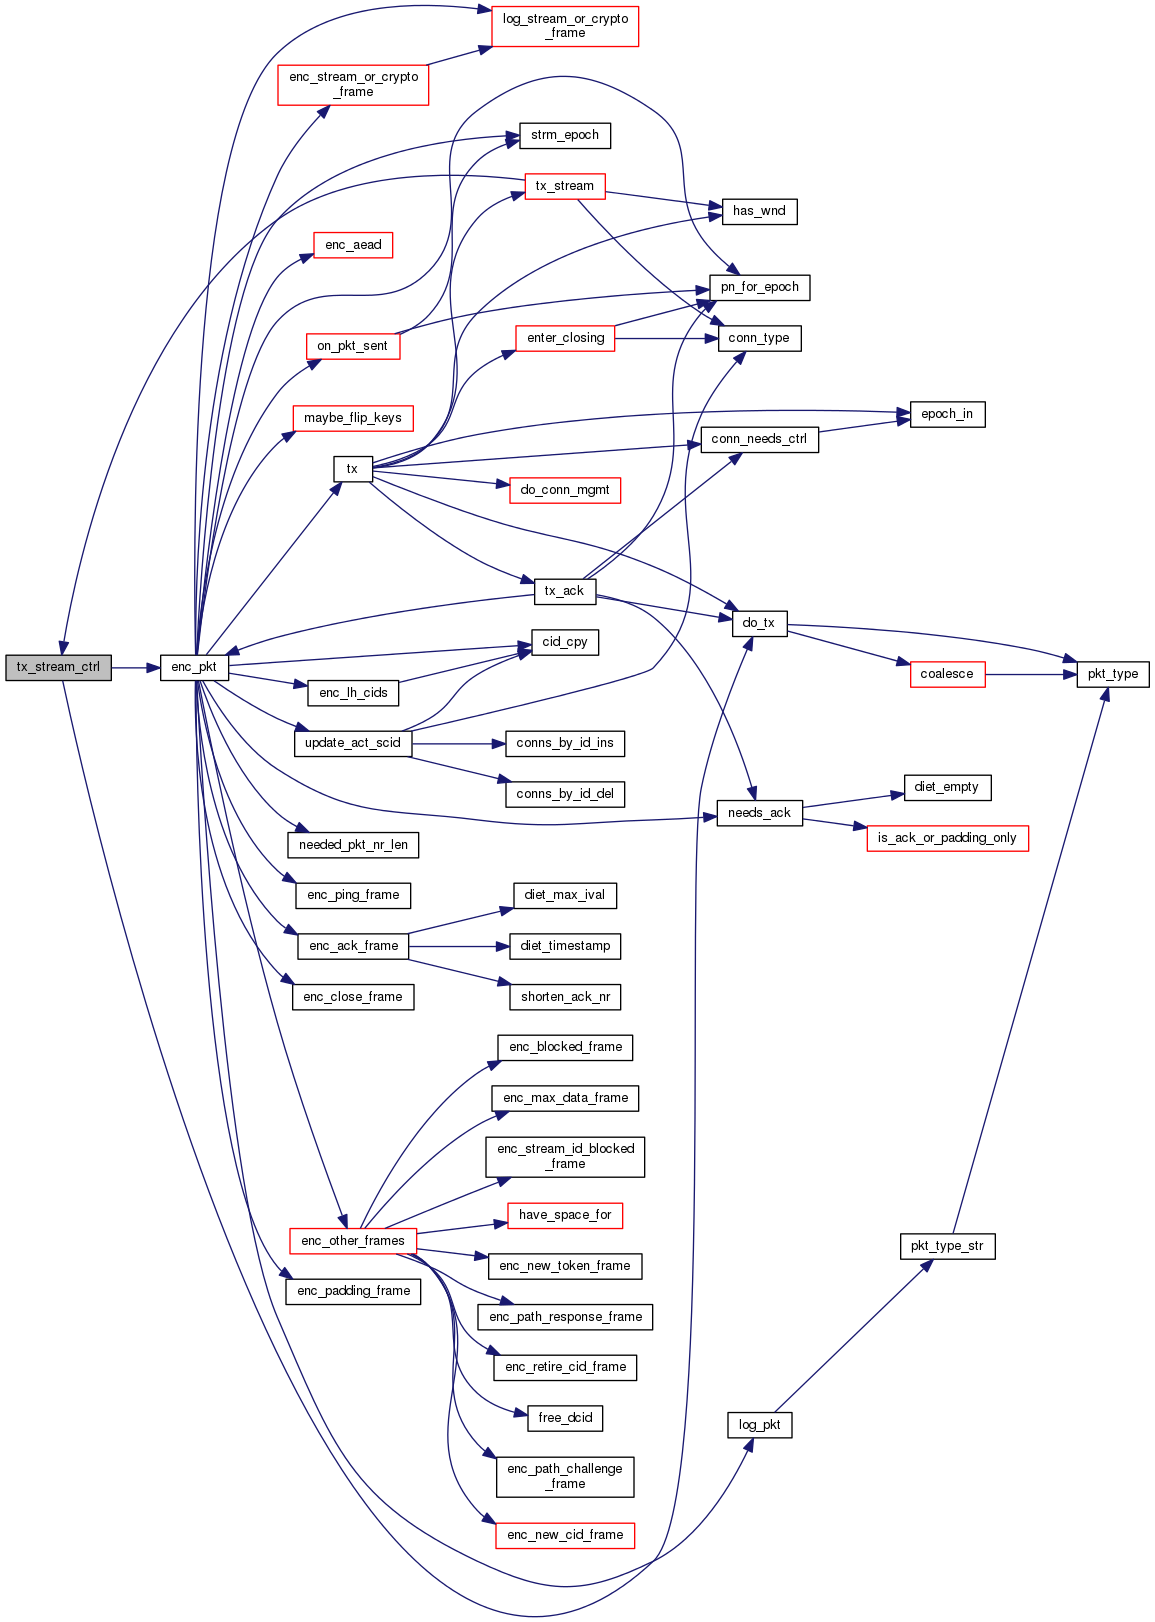 log_stream_or_crypto
_frame
enc_stream_or_crypto
_frame
strm_epoch
tx_stream
has_wnd
enc_aead
pn_for_epoch
on_pkt_sent
enter_closing
conn_type
maybe_flip_keys
epoch_in
conn_needs_ctrl
tx
do_conn_mgmt
tx_ack
do_tx
cid_cpy
tx_stream_ctrl
enc_pkt
coalesce
pkt_type
enc_lh_cids
update_act_scid
conns_by_id_ins
conns_by_id_del
diet_empty
needs_ack
is_ack_or_padding_only
needed_pkt_nr_len
enc_ping_frame
diet_max_ival
enc_ack_frame
diet_timestamp
enc_close_frame
shorten_ack_nr
enc_blocked_frame
enc_max_data_frame
enc_stream_id_blocked
_frame
have_space_for
enc_other_frames
pkt_type_str
enc_new_token_frame
enc_padding_frame
enc_path_response_frame
enc_retire_cid_frame
free_dcid
log_pkt
enc_path_challenge
_frame
enc_new_cid_frame